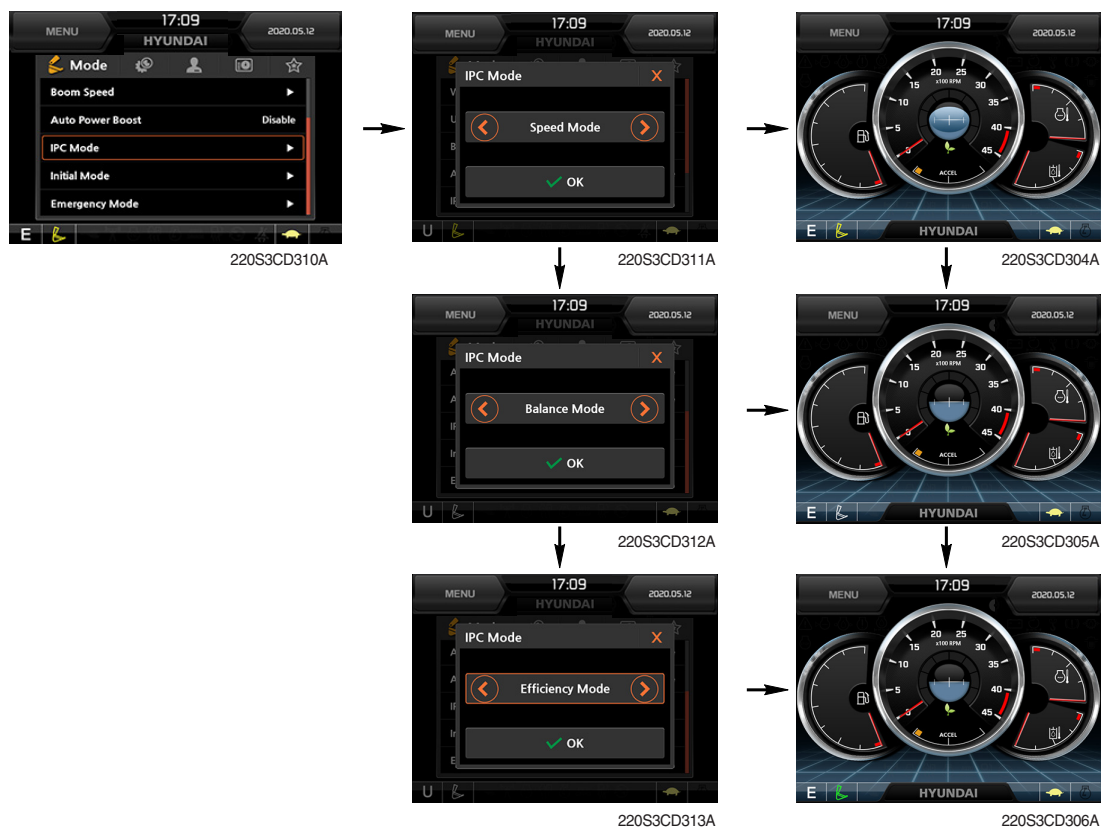 17:09
MENU
2020.05.12
HYUNDAI
Mode
Boom Speed
Auto Power Boost Disable
IPC Mode
Initial Mode
Emergency Mode
E
220S3CD310A
17:09
MENU
2020.05.12
HYUNDAI
IPC Mode X
Speed Mode
OK
U
220S3CD311A
17:09
MENU
2020.05.12
20 25
x100 RPM
15 30
10 35
5 40
0 45
ACCEL
E HYUNDAI
220S3CD304A
17:09
MENU
2020.05.12
HYUNDAI
IPC Mode X
Balance Mode
OK
U
220S3CD312A
17:09
MENU
2020.05.12
20 25
x100 RPM
15 30
10 35
5 40
0 45
ACCEL
E HYUNDAI
220S3CD305A
17:09
MENU
2020.05.12
HYUNDAI
IPC Mode X
Efficiency Mode
OK
U
220S3CD313A
17:09
MENU
2020.05.12
20 25
x100 RPM
15 30
10 35
5 40
0 45
ACCEL
E HYUNDAI
220S3CD306A